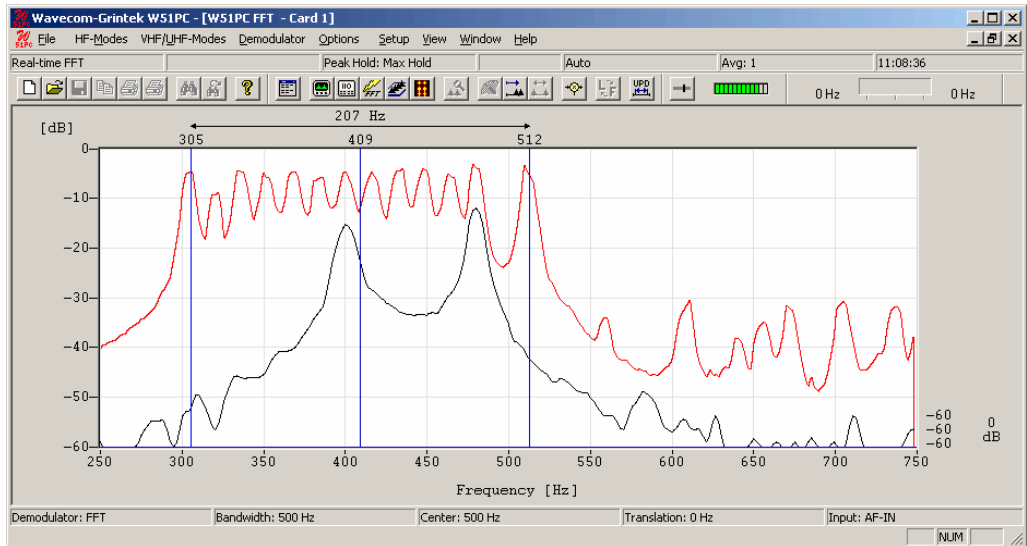 Wavecom-Grintek W51PC - [W51PC FFT - Card 1]
W51PC File HF-Modes VHF/UHF-Modes Demodulator Options Setup View Window Help
Real-time FFT Peak Hold: Max Hold Auto Avg: 1 11:08:36
FFT UPD 0 Hz 0 Hz
[dB] 207 Hz
305 409 512
0
-10
-20
-30
-40
-50
-60
-60
-60
-60
0
dB
250 300 350 400 450 500 550 600 650 700 750
Frequency [Hz]
Demodulator: FFT Bandwidth: 500 Hz Center: 500 Hz Translation: 0 Hz Input: AF-IN
NUM